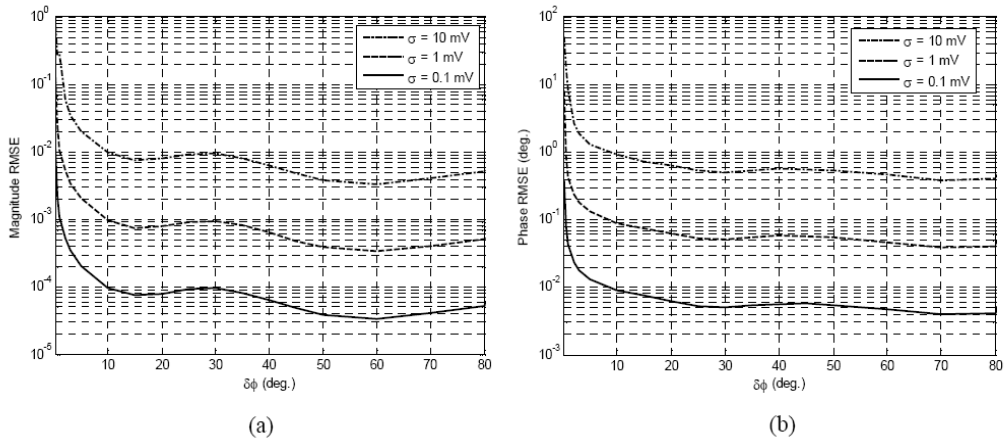 10^0
10^-1
10^-2
10^-3
10^-4
10^-5
Magnitude RMSE
σ = 10 mV
σ = 1 mV
σ = 0.1 mV
10 20 30 40 50 60 70 80
δϕ (deg.)
(a)
10^2
10^1
10^0
10^-1
10^-2
10^-3
Phase RMSE (deg.)
σ = 10 mV
σ = 1 mV
σ = 0.1 mV
10 20 30 40 50 60 70 80
δϕ (deg.)
(b)